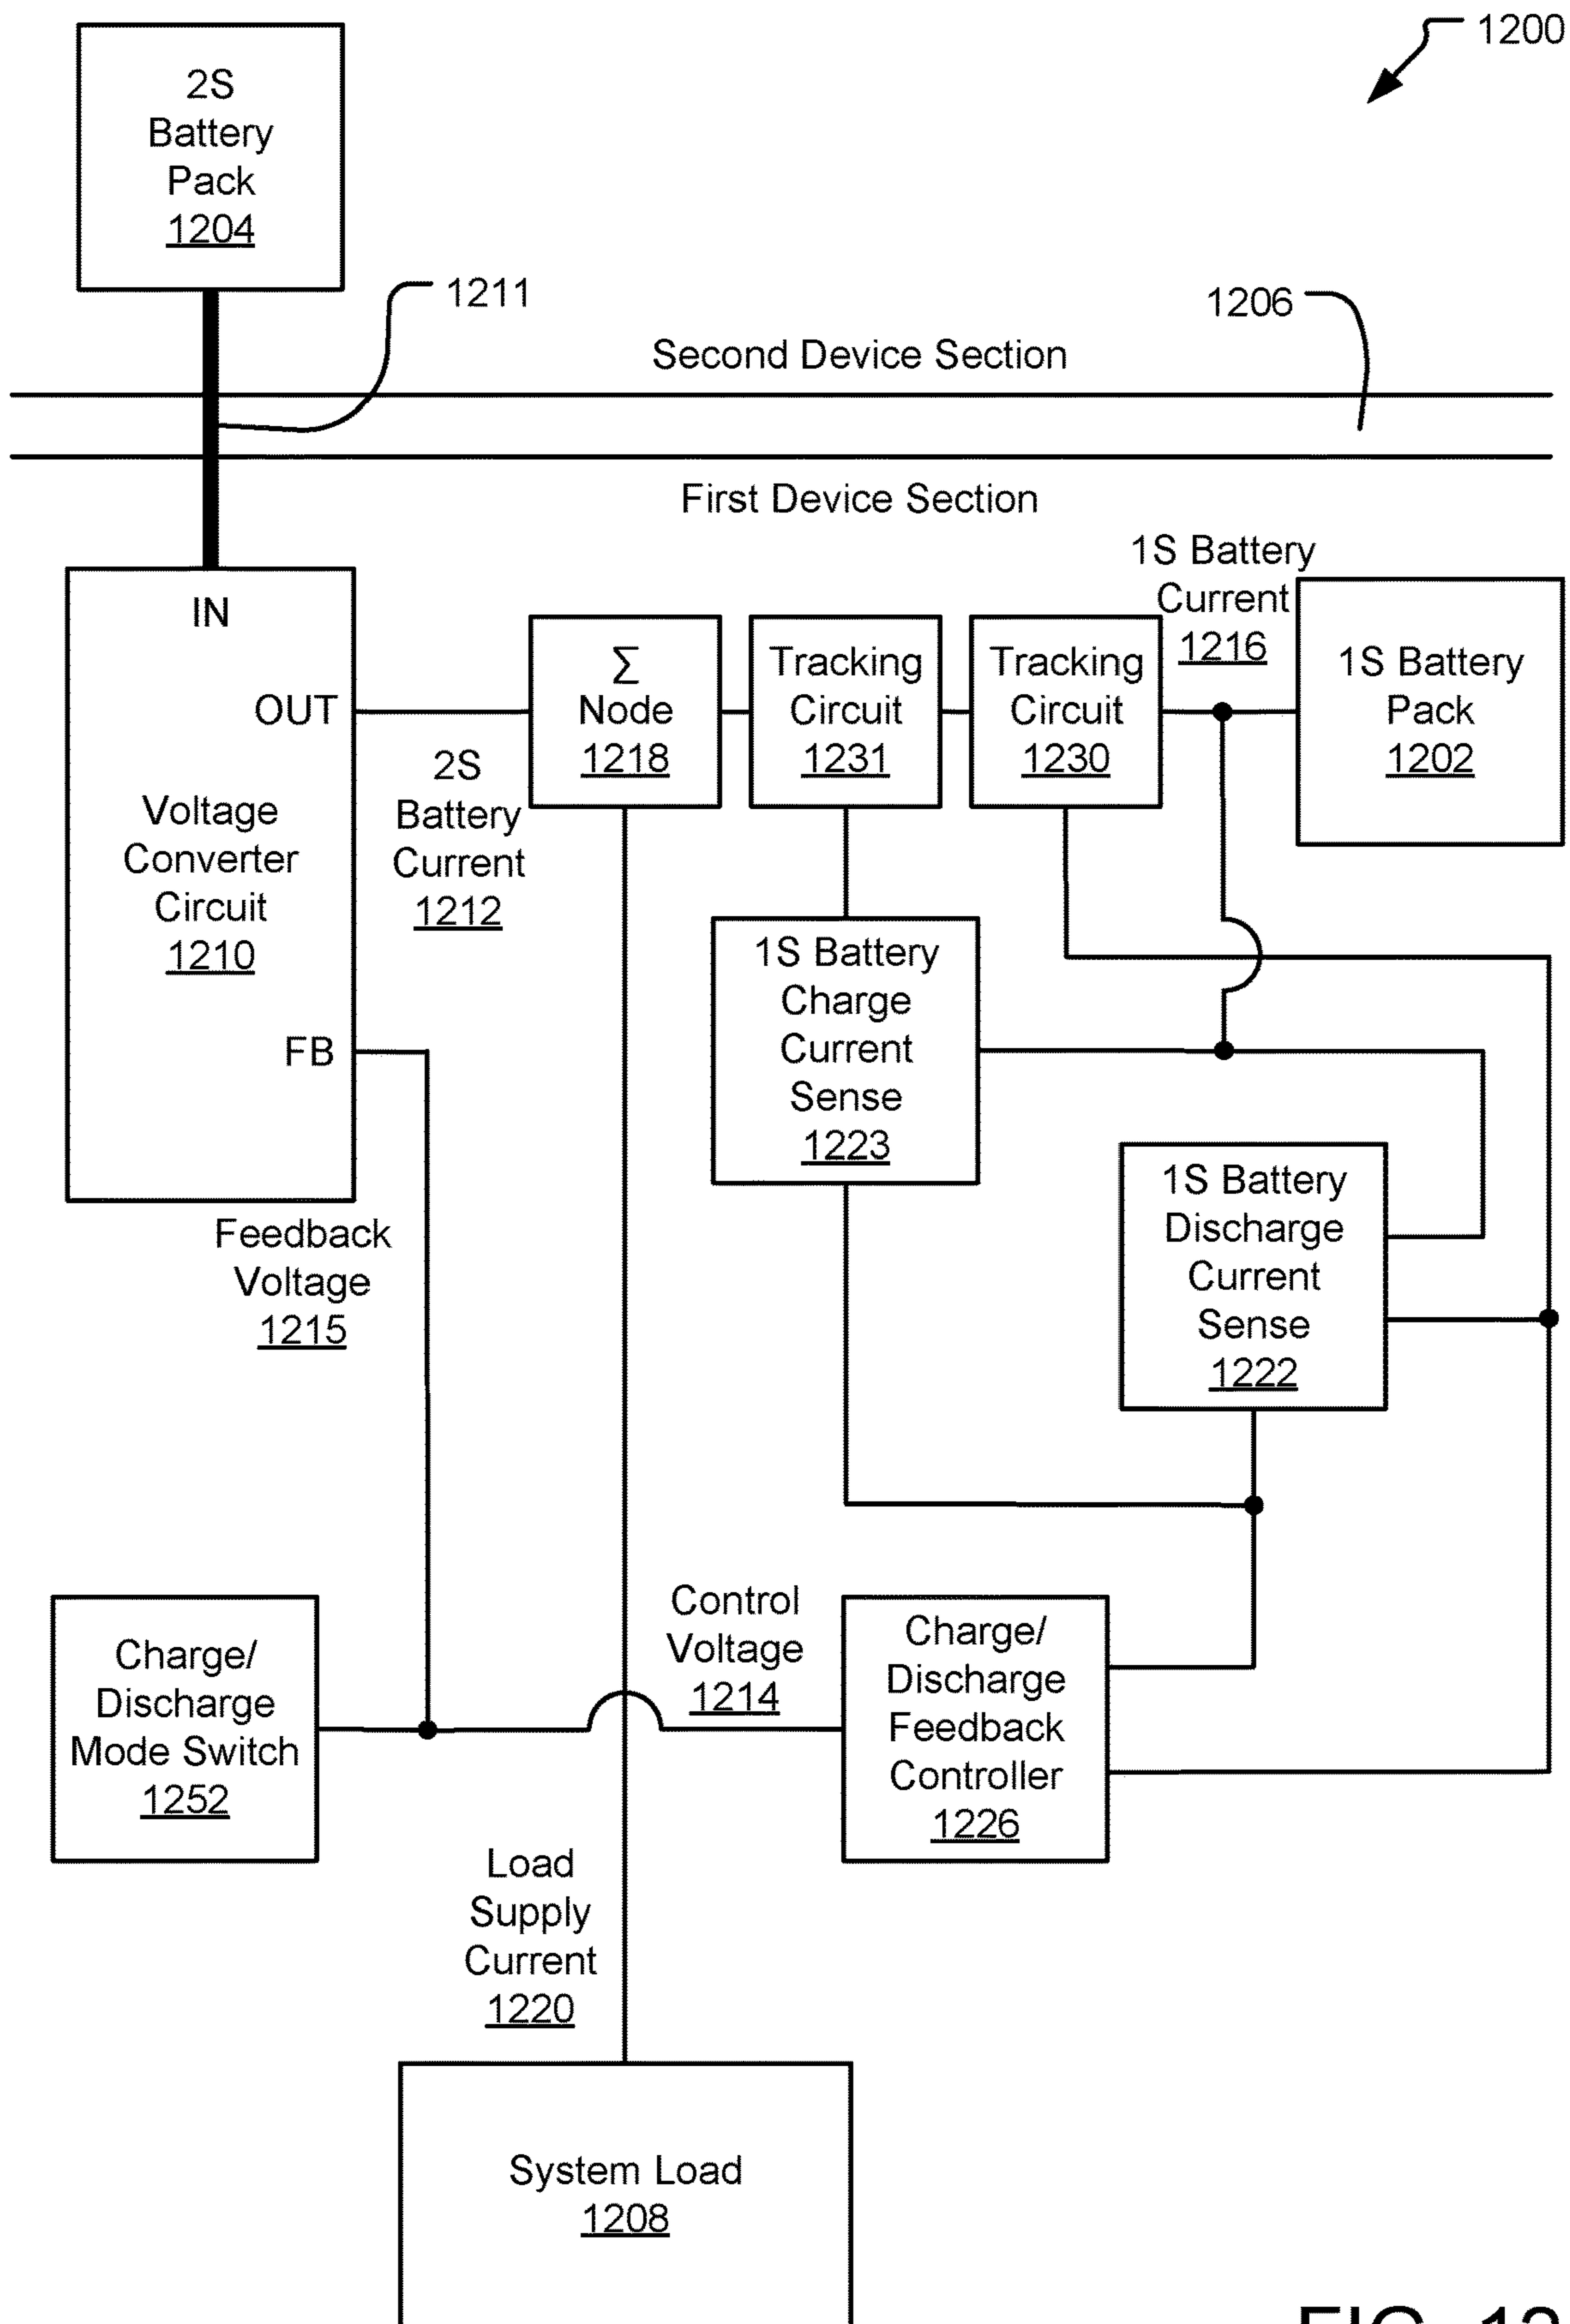 1200
2S
Battery
Pack
1204
1211
1206
Second Device Section
First Device Section
1S Battery
Current
1216
IN
OUT
Voltage
Converter
Circuit
1210
FB
2S
Battery
Current
1212
Σ
Node
1218
Tracking
Circuit
1231
Tracking
Circuit
1230
1S Battery
Pack
1202
1S Battery
Charge
Current
Sense
1223
1S Battery
Discharge
Current
Sense
1222
Feedback
Voltage
1215
Charge/
Discharge
Mode Switch
1252
Control
Voltage
1214
Charge/
Discharge
Feedback
Controller
1226
Load
Supply
Current
1220
System Load
1208
FIG. 12